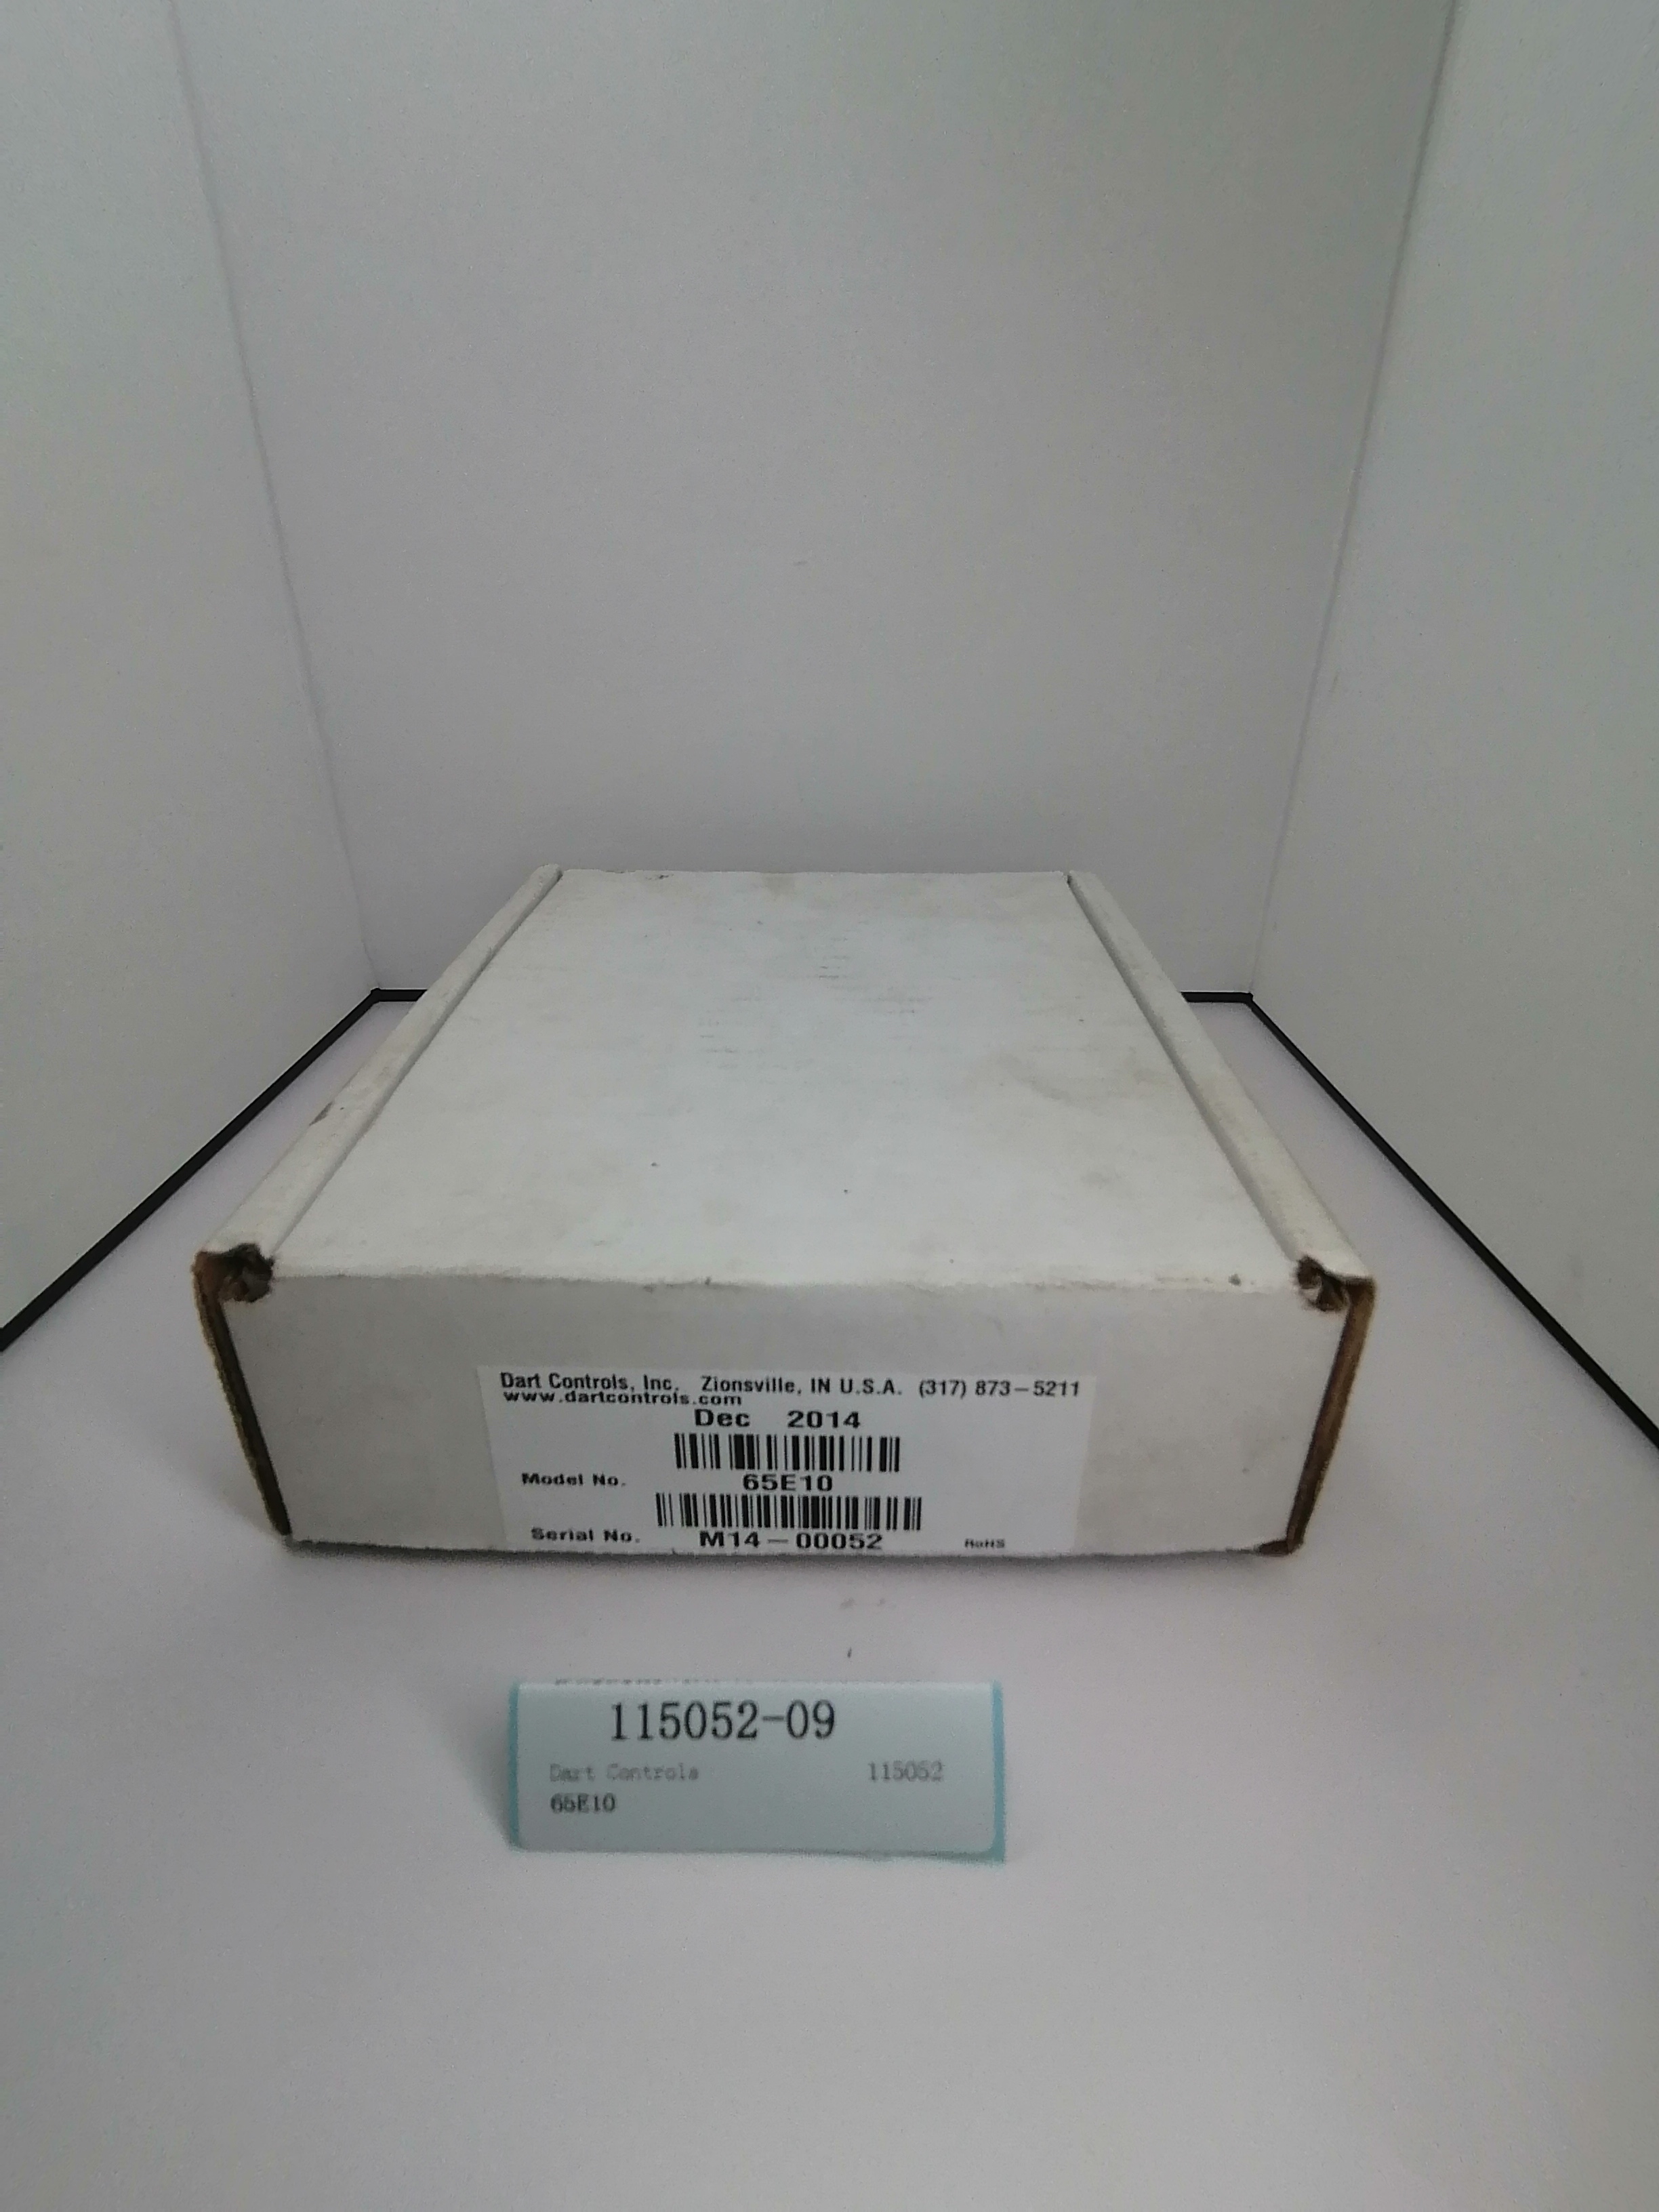 Dart Controls, Inc. Zionsville, IN U.S.A. (317) 873-5211
www.dartcontrols.com
Dec 2014
Model No. 65E10
Serial No. M14-00052 RoHS
115052-09
Dart Controls 115052
65E10